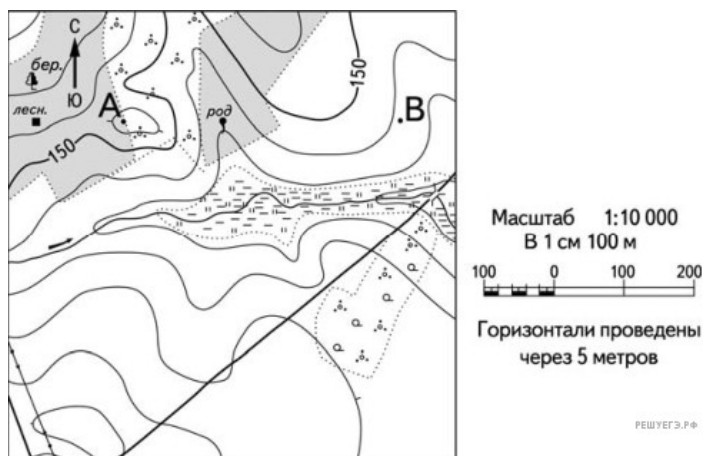 С
бер.
Ю
лесн.
А
род
150
.В
150
Масштаб 1:10 000
В 1 см 100 м
100 0 100 200
Горизонтали проведены
через 5 метров
РЕШУЕГЭ.РФ